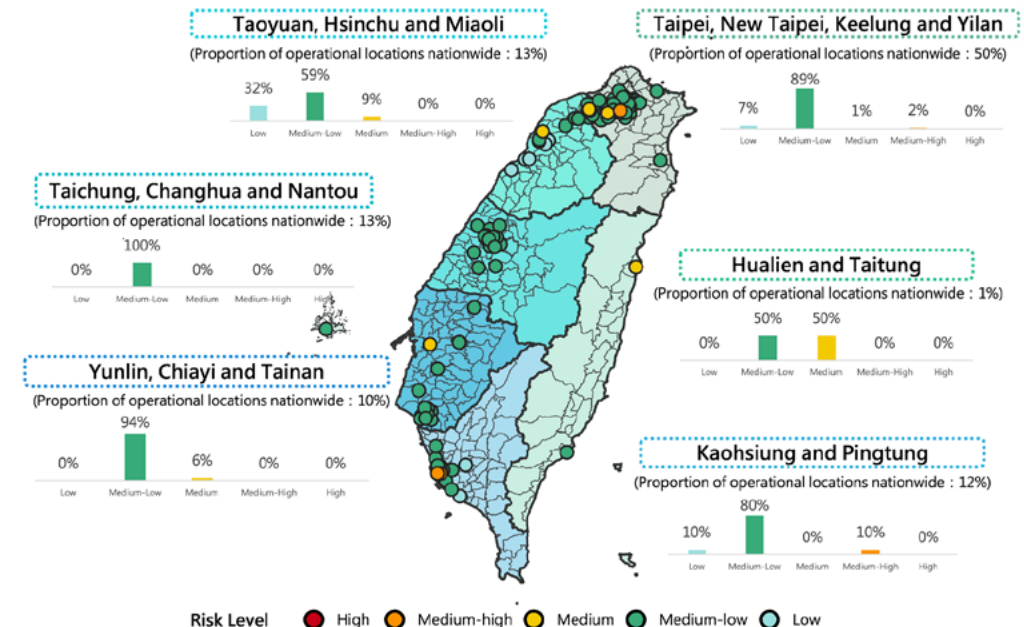 Taoyuan, Hsinchu and Miaoli
(Proportion of operational locations nationwide : 13%)
32% 59% 9% 0% 0%
Low Medium-Low Medium Medium-High High
Taipei, New Taipei, Keelung and Yilan
(Proportion of operational locations nationwide : 50%)
7% 89% 1% 2% 0%
Low Medium-Low Medium Medium-High High
Taichung, Changhua and Nantou
(Proportion of operational locations nationwide : 13%)
0% 100% 0% 0% 0%
Low Medium-Low Medium Medium-High High
Hualien and Taitung
(Proportion of operational locations nationwide : 1%)
0% 50% 50% 0% 0%
Low Medium-Low Medium Medium-High High
Yunlin, Chiayi and Tainan
(Proportion of operational locations nationwide : 10%)
0% 94% 6% 0% 0%
Low Medium-Low Medium Medium-High High
Kaohsiung and Pingtung
(Proportion of operational locations nationwide : 12%)
10% 80% 0% 10% 0%
Low Medium-Low Medium Medium-High High
Risk Level High Medium-high Medium Medium-low Low